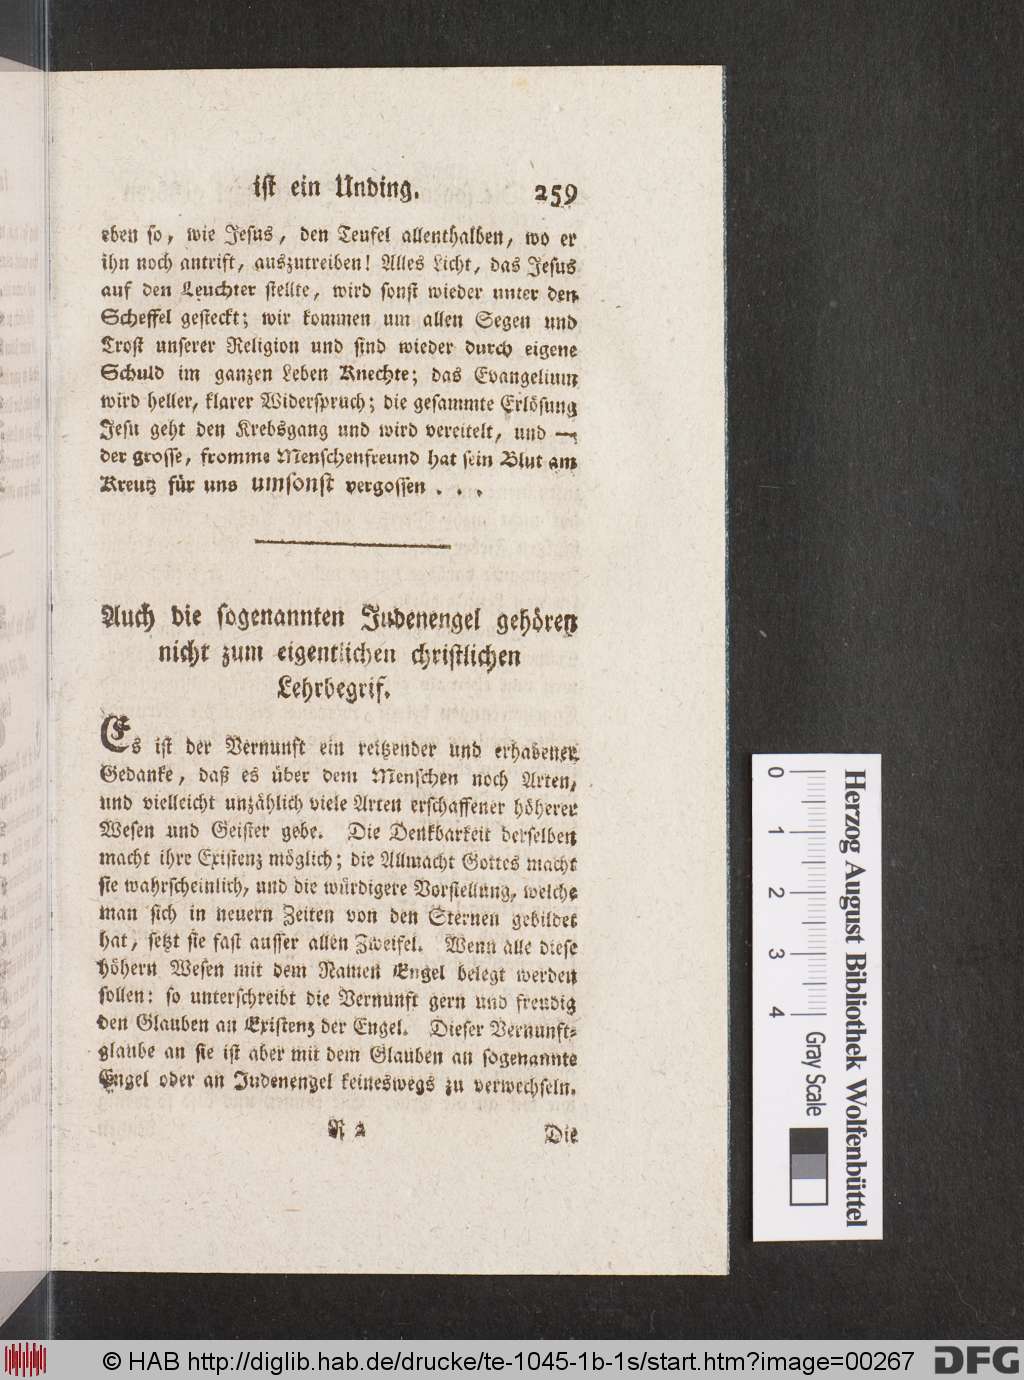 ist ein Unding. 259
eben so, wie Jesus, den Teufel allenthalben, wo er
ihn noch antrift, auszutreiben! Alles Licht, das Jesus
auf den Leuchter stellte, wird sonst wieder unter den
Scheffel gesteckt; wir kommen um allen Segen und
Trost unserer Religion und sind wieder durch eigene
Schuld im ganzen Leben Knechte; das Evangelium
wird heller, klarer Widerspruch; die gesammte Erlösung
Jesu geht den Krebsgang und wird vereitelt, und —
der grosse, fromme Menschenfreund hat sein Blut am
Kreutz für uns umsonst vergossen . . .
Auch die sogenannten Judenengel gehören
nicht zum eigentlichen christlichen
Lehrbegrif.
Es ist der Vernunft ein reitzender und erhabener
Gedanke, daß es über dem Menschen noch Arten,
und vielleicht unzählich viele Arten erschaffener höherer
Wesen und Geister gebe. Die Denkbarkeit derselben
macht ihre Existenz möglich; die Allmacht Gottes macht
sie wahrscheinlich, und die würdigere Vorstellung, welche
man sich in neuern Zeiten von den Sternen gebildet
hat, setzt sie fast ausser allen Zweifel. Wenn alle diese
höhern Wesen mit dem Namen Engel belegt werden
sollen: so unterschreibt die Vernunft gern und freudig
den Glauben an Existenz der Engel. Dieser Vernunft-
glaube an sie ist aber mit dem Glauben an sogenannte
Engel oder an Judenengel keineswegs zu verwechseln.
R 2 Die
Herzog August Bibliothek Wolfenbüttel
0 1 2 3 4 Gray Scale
© HAB http://diglib.hab.de/drucke/te-1045-1b-1s/start.htm?image=00267 DFG